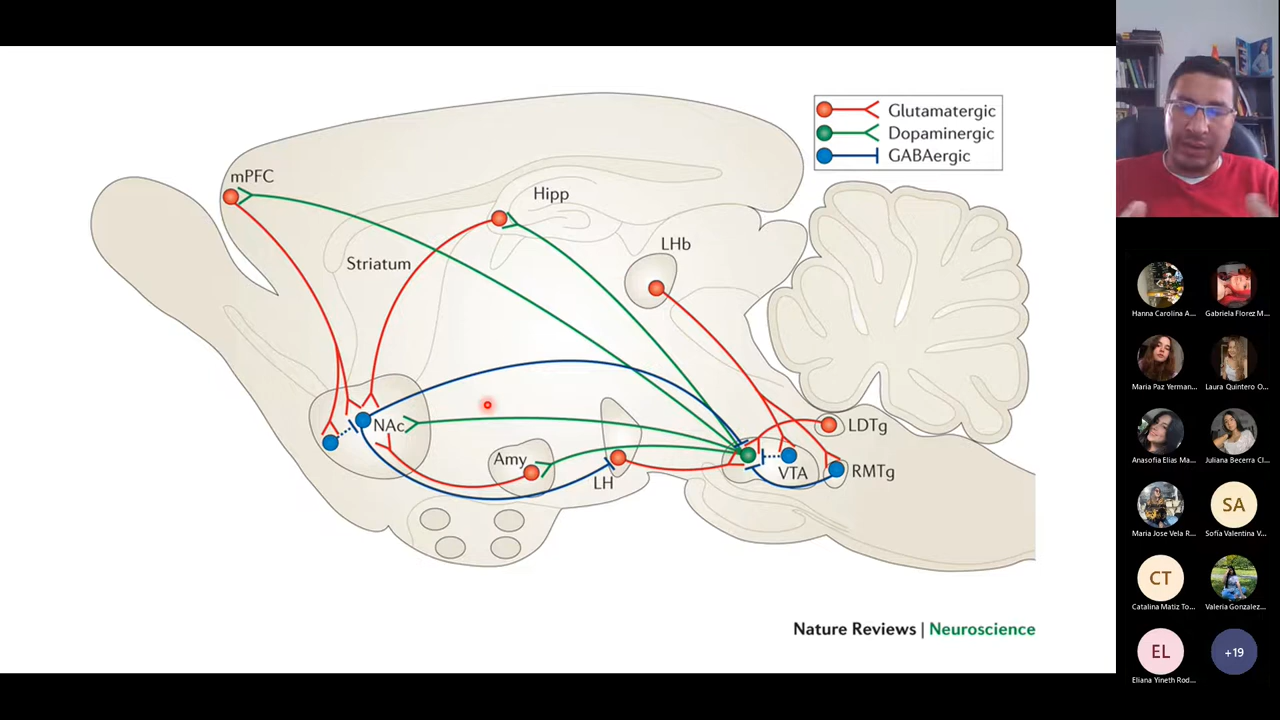 mPFC
Hipp
Striatum
LHb
Glutamatergic
Dopaminergic
GABAergic
NAc
Amy
LH
VTA
LDTg
RMTg
Nature Reviews | Neuroscience
Hanna Carolina A...
Gabriela Florez M...
Maria Paz Yerman...
Laura Quintero O...
Anasofia Elias Ma...
Juliana Becerra Cl...
Maria Jose Vela R...
SA
Sofía Valentina V...
CT
Catalina Matiz To...
Valeria Gonzalez...
EL
Eliana Yineth Rod...
+19